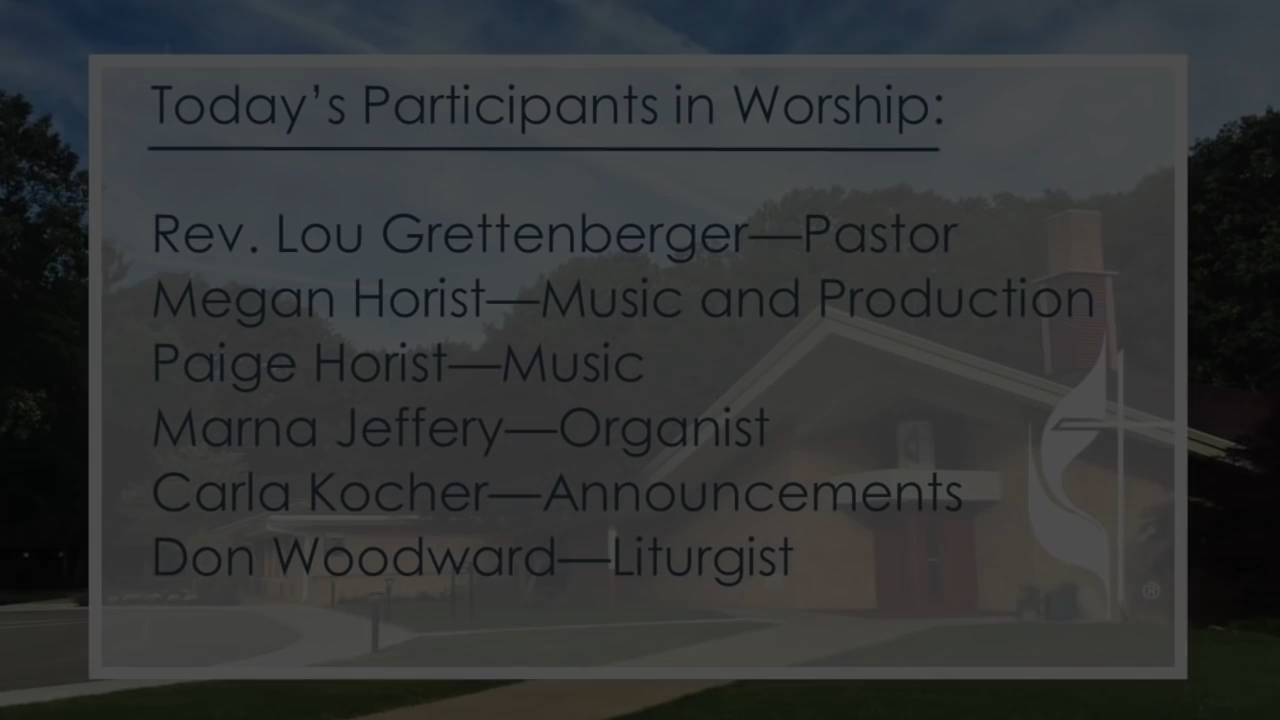 Today’s Participants in Worship:
Rev. Lou Grettenberger—Pastor
Megan Horist—Music and Production
Paige Horist—Music
Marna Jeffery—Organist
Carla Kocher—Announcements
Don Woodward—Liturgist
®